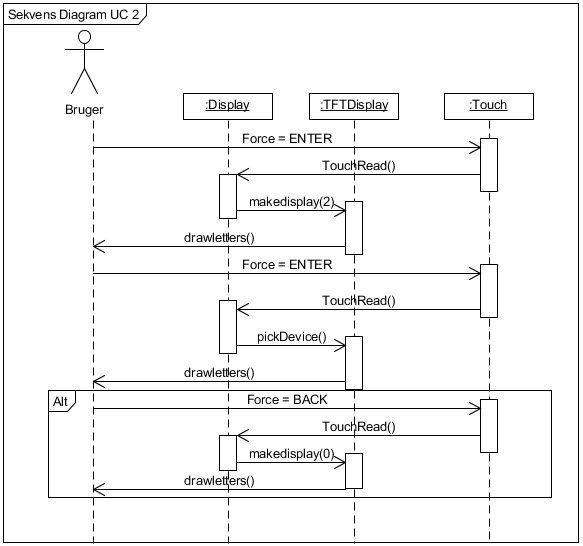 Sekvens Diagram UC 2
Bruger
:Display
:TFTDisplay
:Touch
Force = ENTER
TouchRead()
makedisplay(2)
drawletters()
Force = ENTER
TouchRead()
pickDevice()
drawletters()
Alt
Force = BACK
TouchRead()
makedisplay(0)
drawletters()